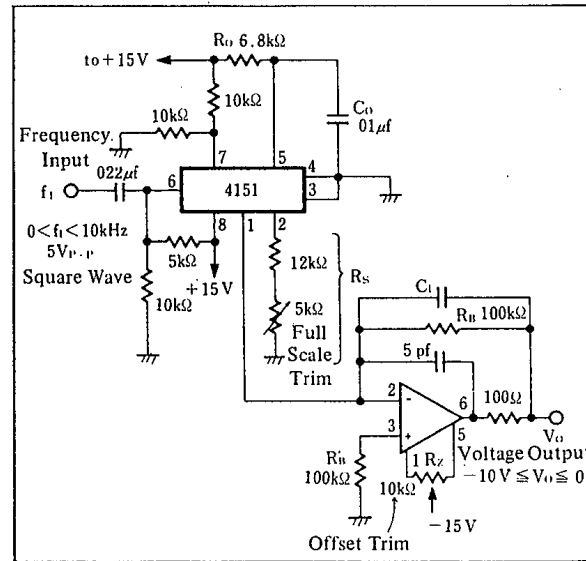 to+15V
R₀ 6.8kΩ
10kΩ
C₀
01μf
10kΩ
Frequency.
Input
7
5
4
3
022μf
f₁
6
4151
8
1
2
0<f₁<10kHz
5Vp-p
Square Wave
5kΩ
10kΩ
+15V
12kΩ
RS
5kΩ
Full
Scale
Trim
C₁
RB 100kΩ
5 pf
2
-
6
100Ω
3
+
5
V₀
R'B
100kΩ
1 RZ
Voltage Output
-10V≦V₀≦0
10kΩ
-15V
Offset Trim